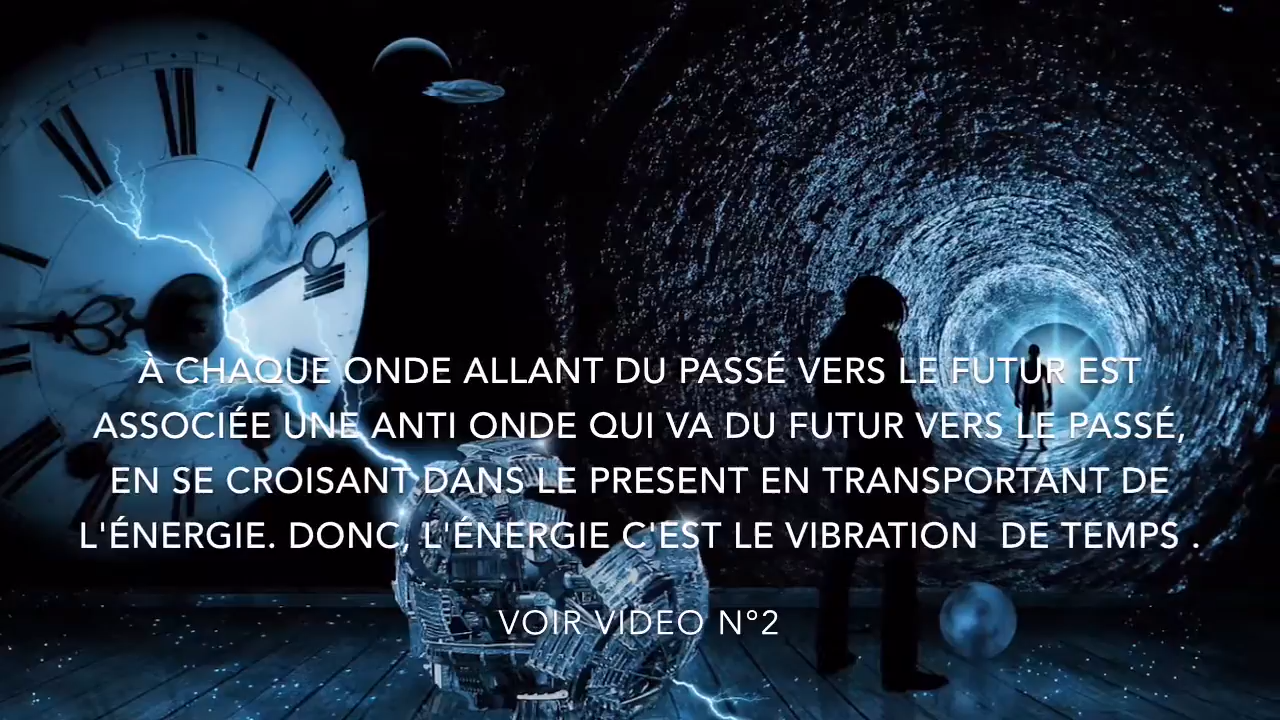 À CHAQUE ONDE ALLANT DU PASSÉ VERS LE FUTUR EST
ASSOCIÉE UNE ANTI ONDE QUI VA DU FUTUR VERS LE PASSÉ,
EN SE CROISANT DANS LE PRESENT EN TRANSPORTANT DE
L'ÉNERGIE. DONC, L'ÉNERGIE C'EST LE VIBRATION  DE TEMPS .
VOIR VIDEO N°2